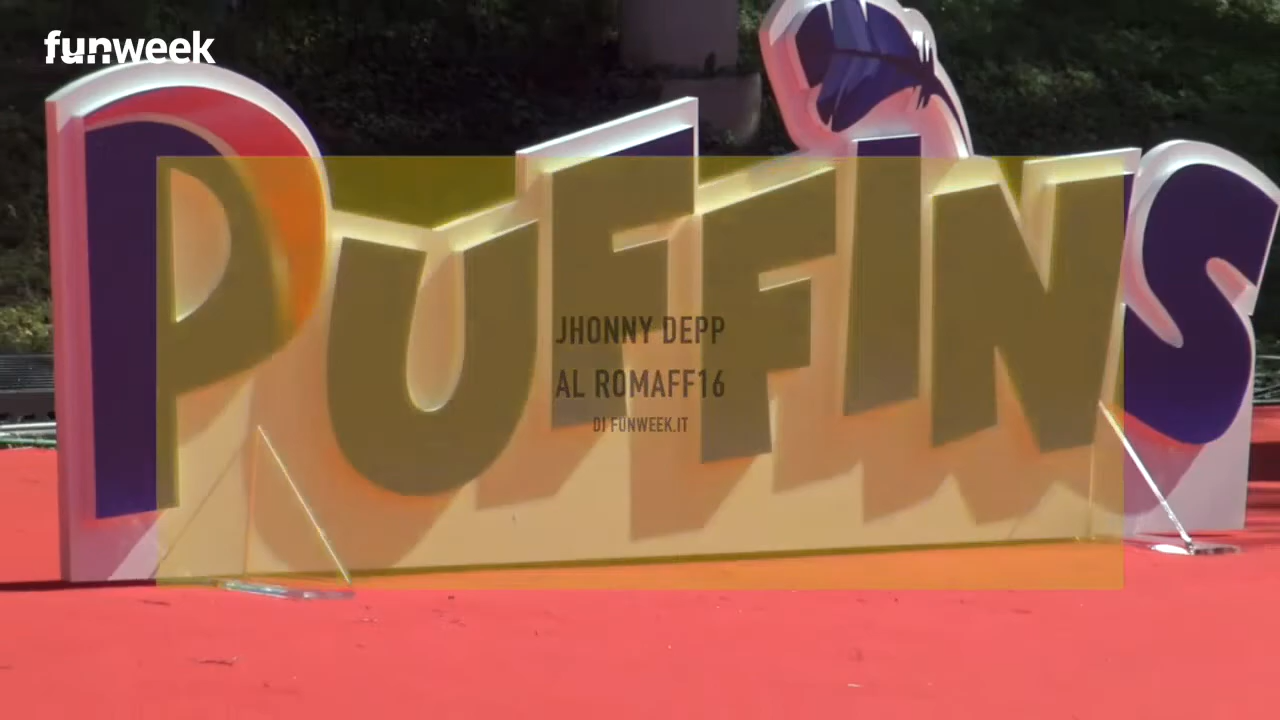 funweek
PUFFINS
JHONNY DEPP
AL ROMAFF16
DI FUNWEEK.IT